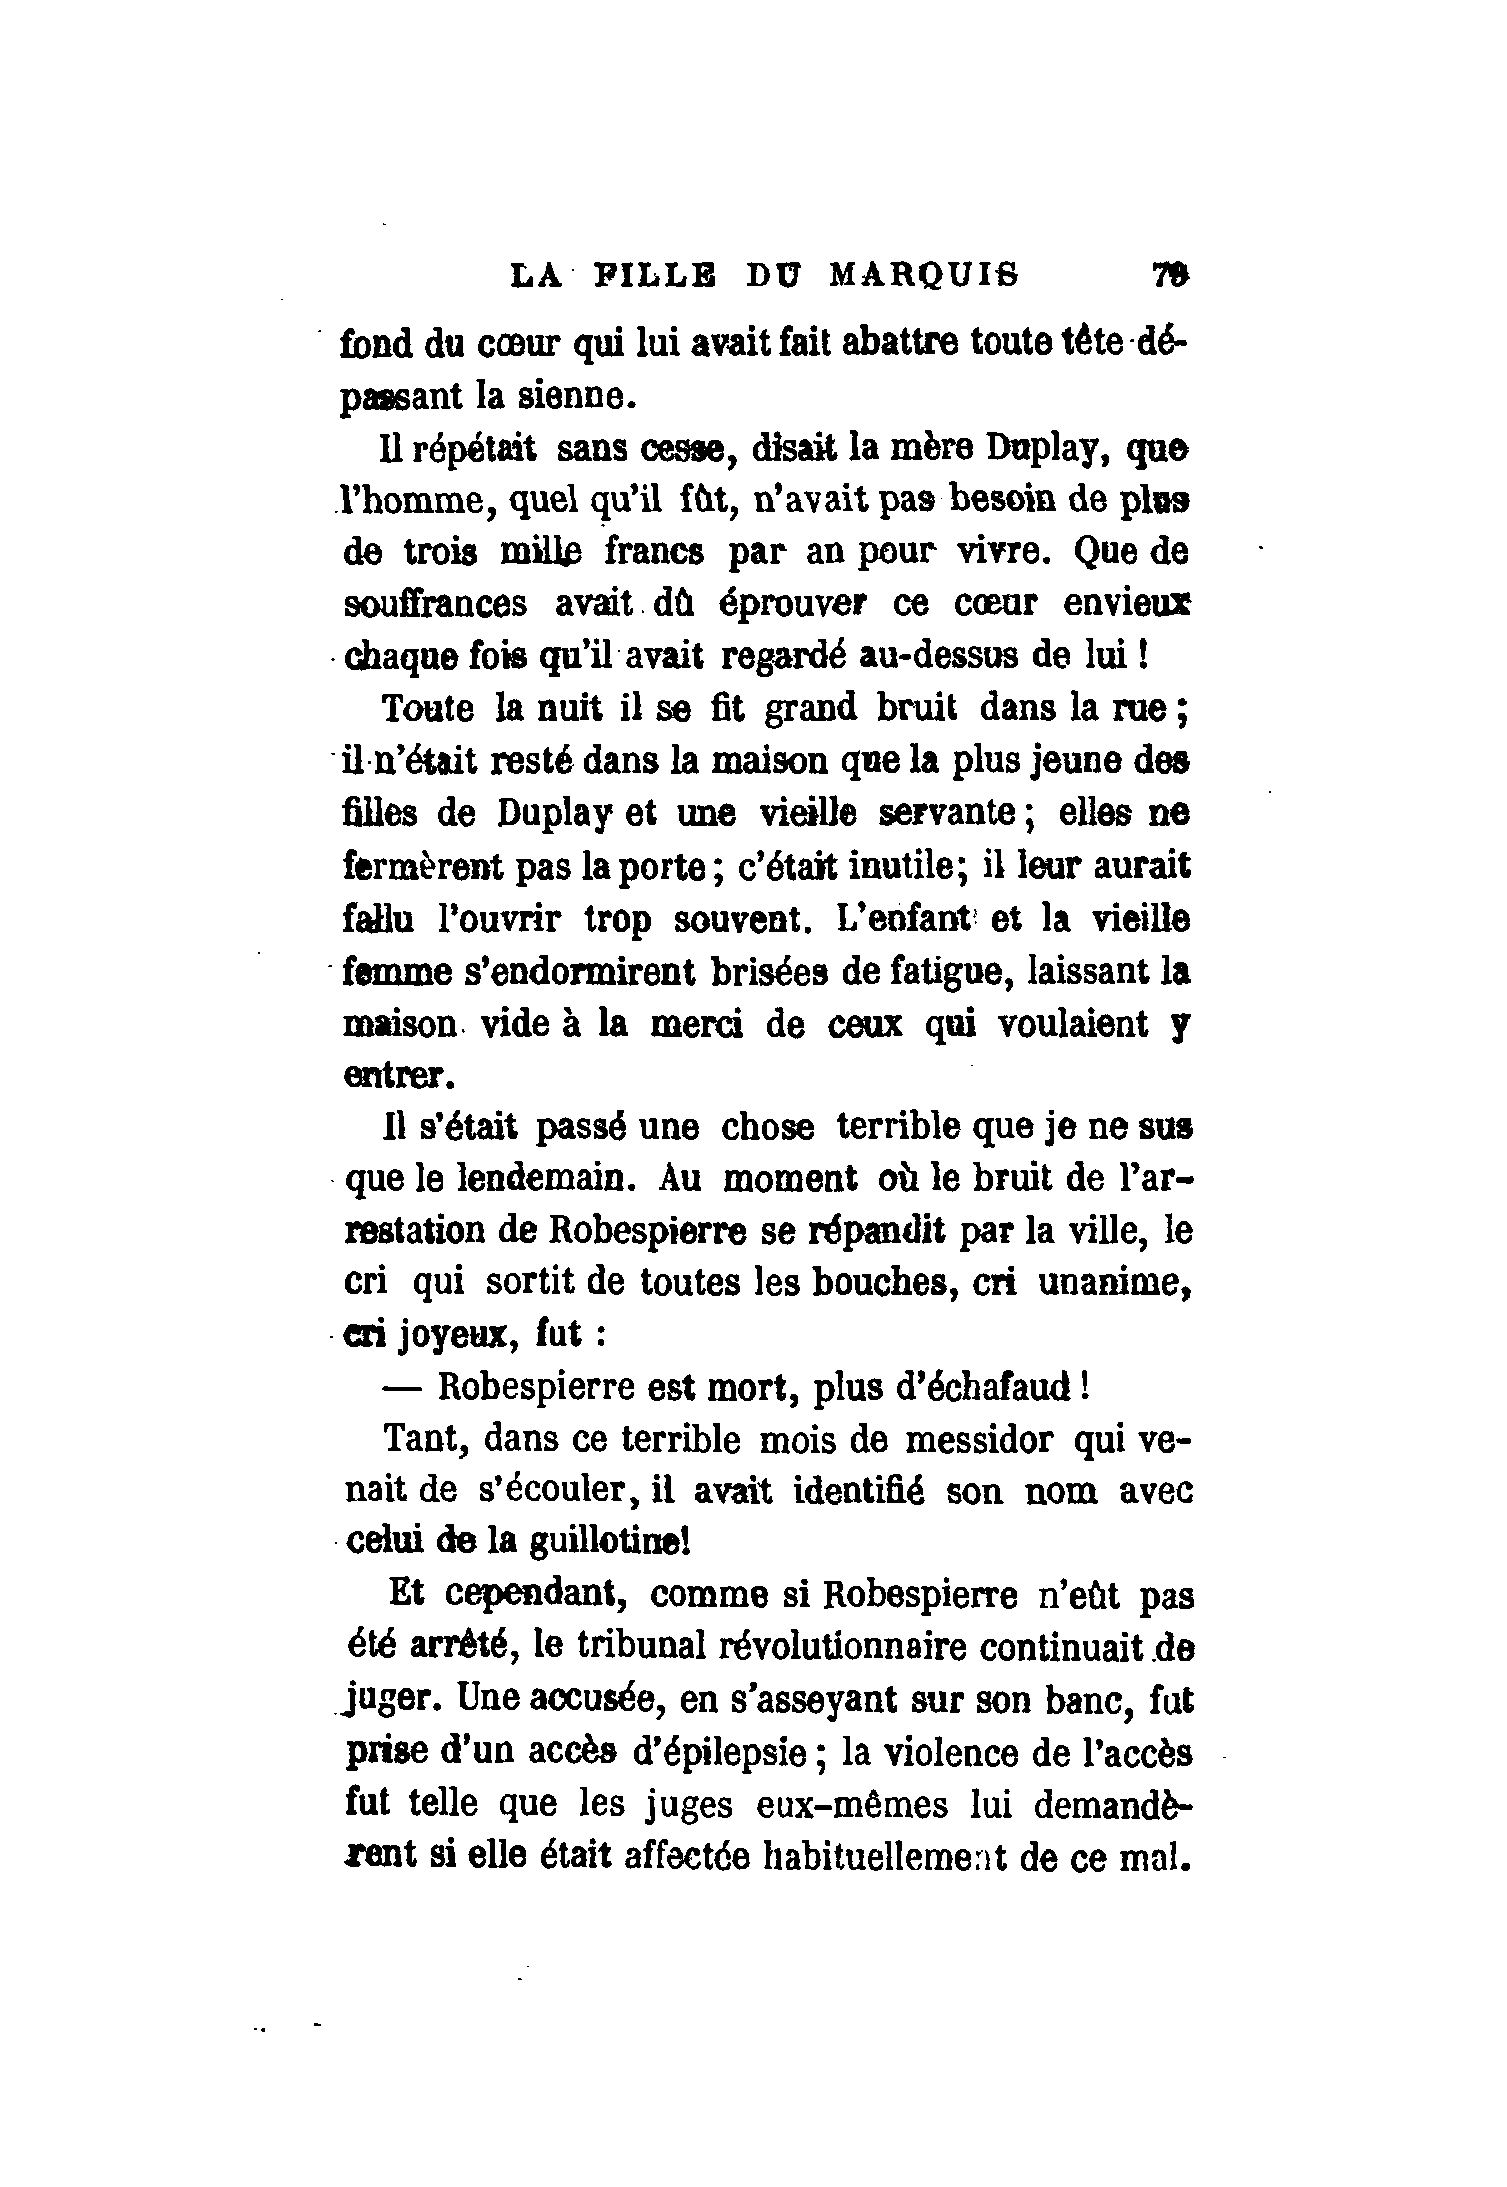 LA FILLE DU MARQUIS 79
fond du cœur qui lui avait fait abattre toute tête dé-
passant la sienne.
Il répétait sans cesse, disait la mère Duplay, que
l'homme, quel qu'il fût, n'avait pas besoin de plus
de trois mille francs par an pour vivre. Que de
souffrances avait dû éprouver ce cœur envieux
chaque fois qu'il avait regardé au-dessus de lui !
Toute la nuit il se fit grand bruit dans la rue ;
il n'était resté dans la maison que la plus jeune des
filles de Duplay et une vieille servante ; elles ne
fermèrent pas la porte ; c'était inutile; il leur aurait
fallu l'ouvrir trop souvent. L'enfant et la vieille
femme s'endormirent brisées de fatigue, laissant la
maison vide à la merci de ceux qui voulaient y
entrer.
Il s'était passé une chose terrible que je ne sus
que le lendemain. Au moment où le bruit de l'ar-
restation de Robespierre se répandit par la ville, le
cri qui sortit de toutes les bouches, cri unanime,
cri joyeux, fut :
— Robespierre est mort, plus d'échafaud !
Tant, dans ce terrible mois de messidor qui ve-
nait de s'écouler, il avait identifié son nom avec
celui de la guillotine!
Et cependant, comme si Robespierre n'eût pas
été arrêté, le tribunal révolutionnaire continuait de
juger. Une accusée, en s'asseyant sur son banc, fut
prise d'un accès d'épilepsie ; la violence de l'accès
fut telle que les juges eux-mêmes lui demandè-
rent si elle était affectée habituellement de ce mal.